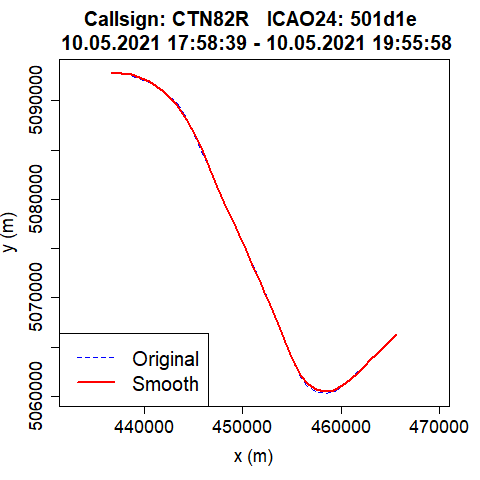 Callsign: CTN82R   ICAO24: 501d1e
10.05.2021 17:58:39 - 10.05.2021 19:55:58
5090000
5080000
5070000
5060000
y (m)
Original
Smooth
440000 450000 460000 470000
x (m)